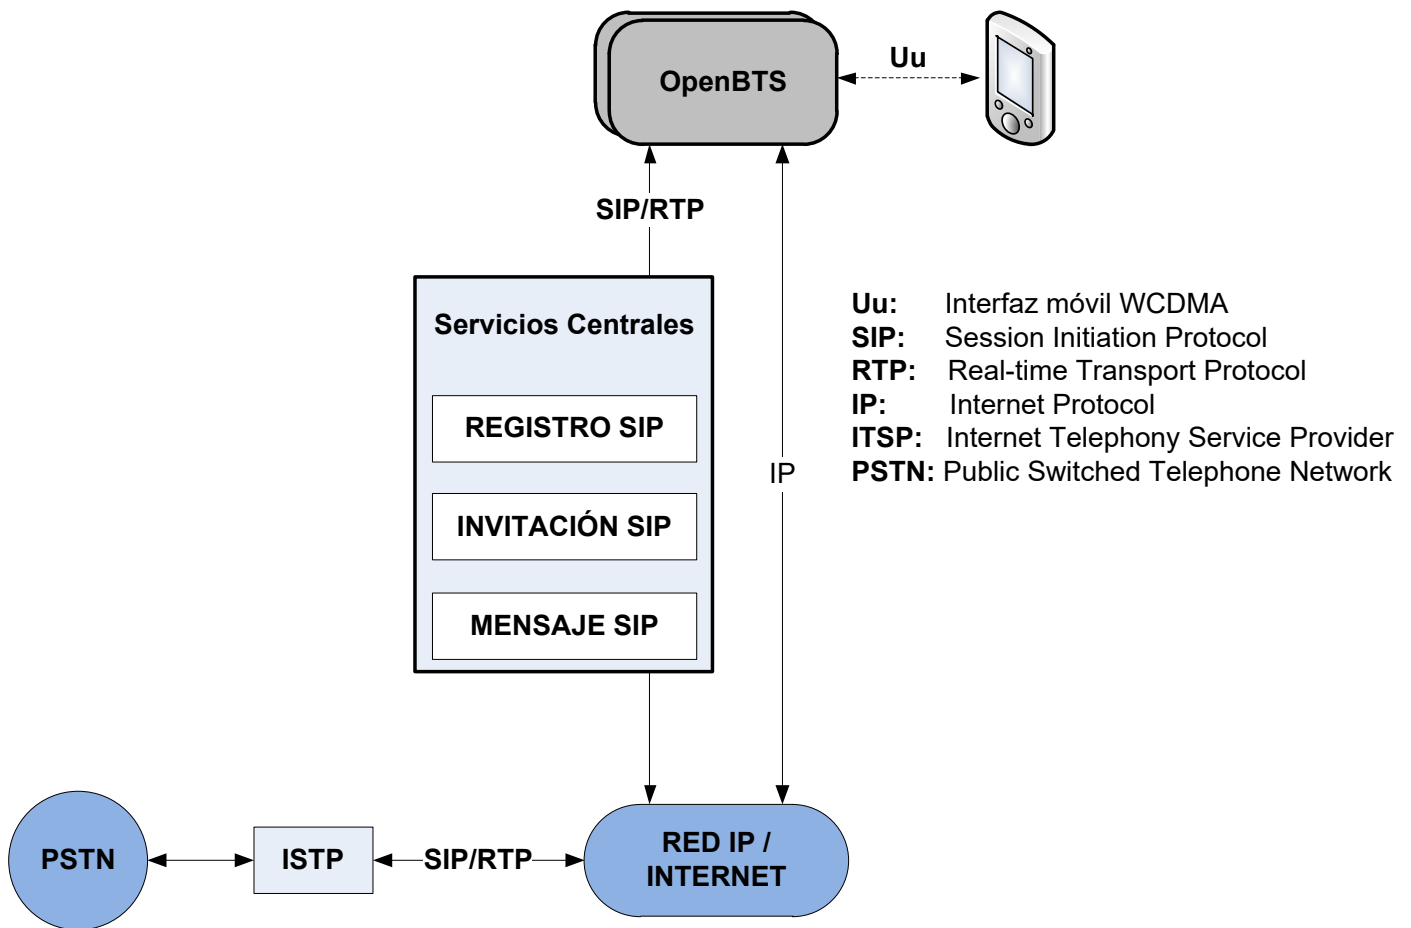 OpenBTS
Uu
SIP/RTP
Servicios Centrales
REGISTRO SIP
INVITACIÓN SIP
MENSAJE SIP
IP
Uu: Interfaz móvil WCDMA
SIP: Session Initiation Protocol
RTP: Real-time Transport Protocol
IP: Internet Protocol
ITSP: Internet Telephony Service Provider
PSTN: Public Switched Telephone Network
PSTN
ISTP
SIP/RTP
RED IP /
INTERNET